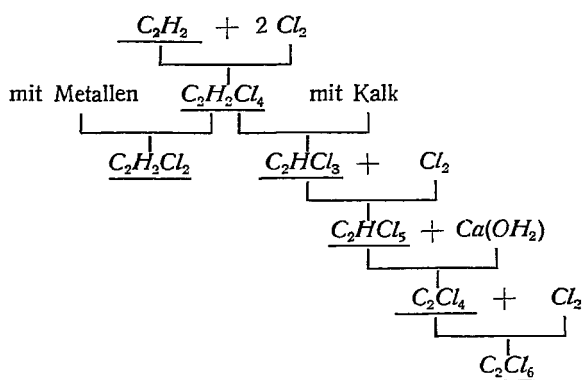 C₂H₂ + 2 Cl₂
mit Metallen C₂H₂Cl₄ mit Kalk
C₂H₂Cl₂ C₂HCl₃ + Cl₂
C₂HCl₅ + Ca(OH₂)
C₂Cl₄ + Cl₂
C₂Cl₆